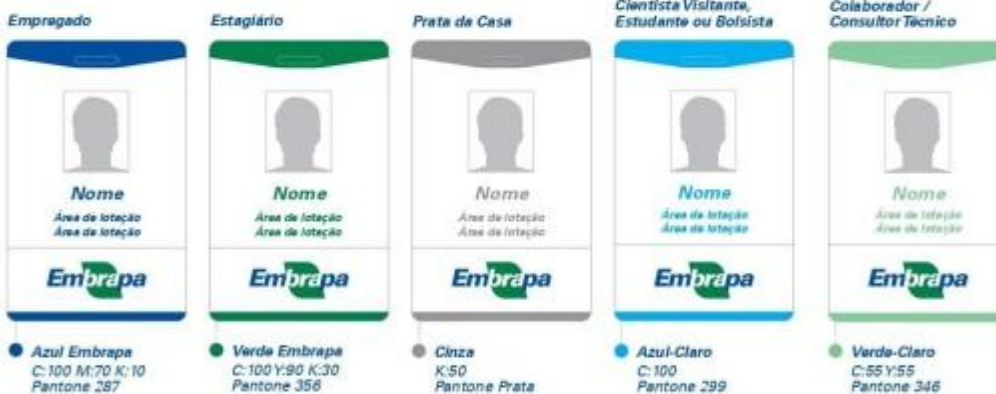 Empregado
Estagiário
Prata da Casa
Cientista Visitante,
Estudante ou Bolsista
Colaborador /
Consultor Técnico
Nome
Área de lotação
Área de lotação
Embrapa
Nome
Área de lotação
Área de lotação
Embrapa
Nome
Área de lotação
Área de lotação
Embrapa
Nome
Área de lotação
Área de lotação
Embrapa
Nome
Área de lotação
Área de lotação
Embrapa
Azul Embrapa
C:100 M:70 K:10
Pantone 287
Verde Embrapa
C:100 Y:90 K:30
Pantone 356
Cinza
K:50
Pantone Prata
Azul-Claro
C:100
Pantone 299
Verde-Claro
C:55 Y:55
Pantone 346